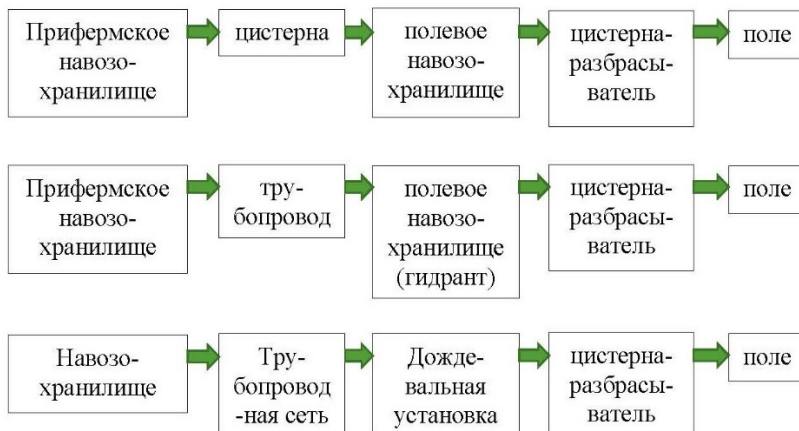 Прифермское
навозо-
хранилище
цистерна
полевое
навозо-
хранилище
цистерна-
разбрасы-
ватель
поле
Прифермское
навозо-
хранилище
тру-
бопровод
полевое
навозо-
хранилище
(гидрант)
цистерна-
разбрасы-
ватель
поле
Навозо-
хранилище
Тру-
бопровод
-ная сеть
Дожде-
вальная
установка
цистерна-
разбрасы-
ватель
поле